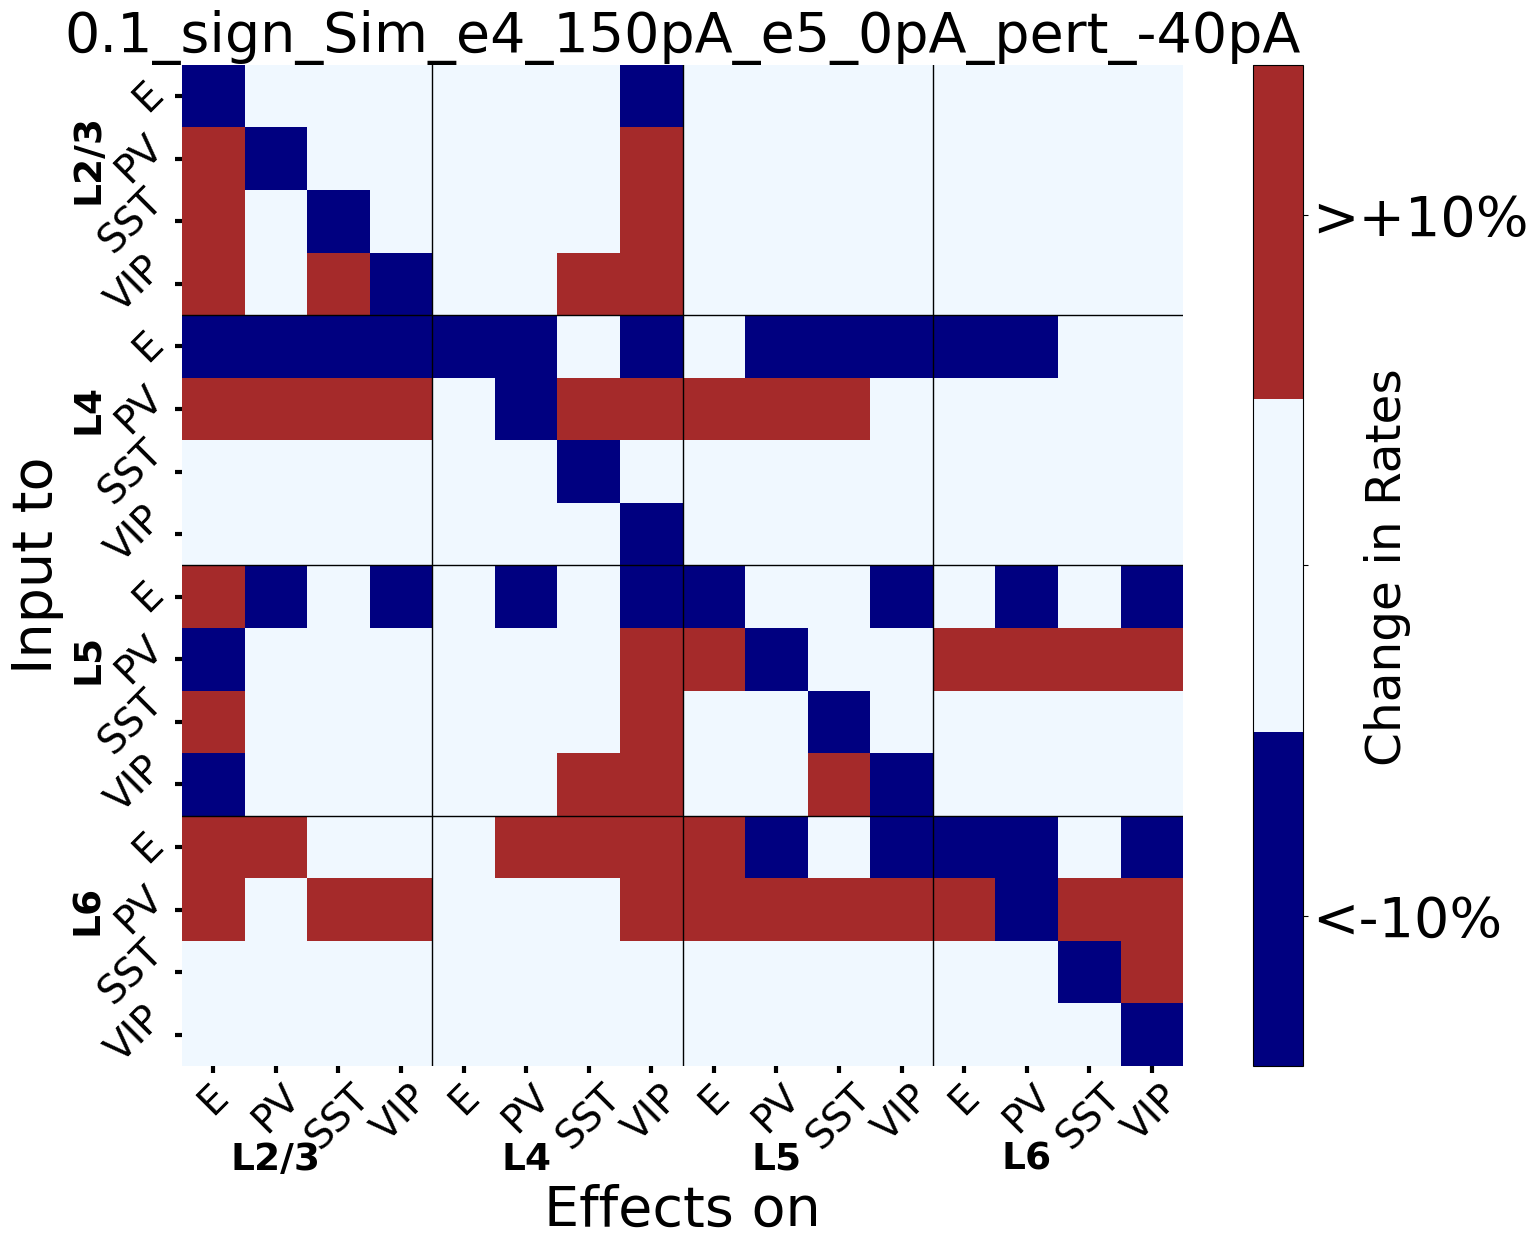 0.1_sign_Sim_e4_150pA_e5_0pA_pert_-40pA
Input to
L2/3
E
PV
SST
VIP
L4
E
PV
SST
VIP
L5
E
PV
SST
VIP
L6
E
PV
SST
VIP
E PV SST VIP E PV SST VIP E PV SST VIP E PV SST VIP
L2/3 L4 L5 L6
Effects on
>+10%
<-10%
Change in Rates